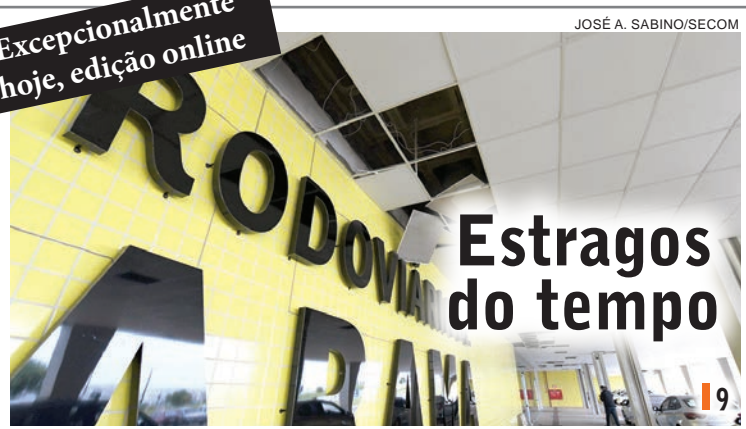 JOSÉ A. SABINO/SECOM
Excepcionalmente
hoje, edição online
RODOVIÁRIA
Estragos
do tempo
9